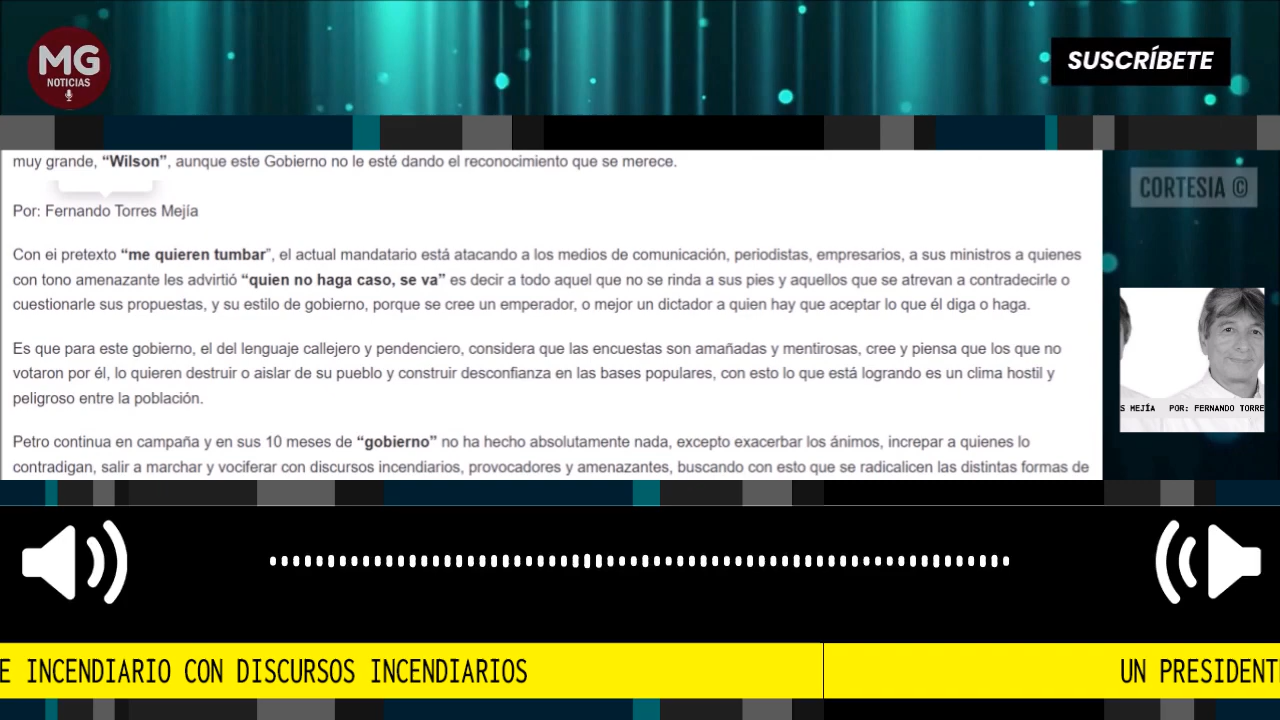 MG
NOTICIAS
SUSCRÍBETE
muy grande, “Wilson”, aunque este Gobierno no le esté dando el reconocimiento que se merece.
CORTESIA ©
Por: Fernando Torres Mejía
Con ei pretexto “me quieren tumbar”, el actual mandatario está atacando a los medios de comunicación, periodistas, empresarios, a sus ministros a quienes
con tono amenazante les advirtió “quien no haga caso, se va” es decir a todo aquel que no se rinda a sus pies y aquellos que se atrevan a contradecirle o
cuestionarle sus propuestas, y su estilo de gobierno, porque se cree un emperador, o mejor un dictador a quien hay que aceptar lo que él diga o haga.
Es que para este gobierno, el del lenguaje callejero y pendenciero, considera que las encuestas son amañadas y mentirosas, cree y piensa que los que no
votaron por él, lo quieren destruir o aislar de su pueblo y construir desconfianza en las bases populares, con esto lo que está logrando es un clima hostil y
peligroso entre la población.
S MEJÍA POR: FERNANDO TORRE
Petro continua en campaña y en sus 10 meses de “gobierno” no ha hecho absolutamente nada, excepto exacerbar los ánimos, increpar a quienes lo
contradigan, salir a marchar y vociferar con discursos incendiarios, provocadores y amenazantes, buscando con esto que se radicalicen las distintas formas de
E INCENDIARIO CON DISCURSOS INCENDIARIOS UN PRESIDENTE